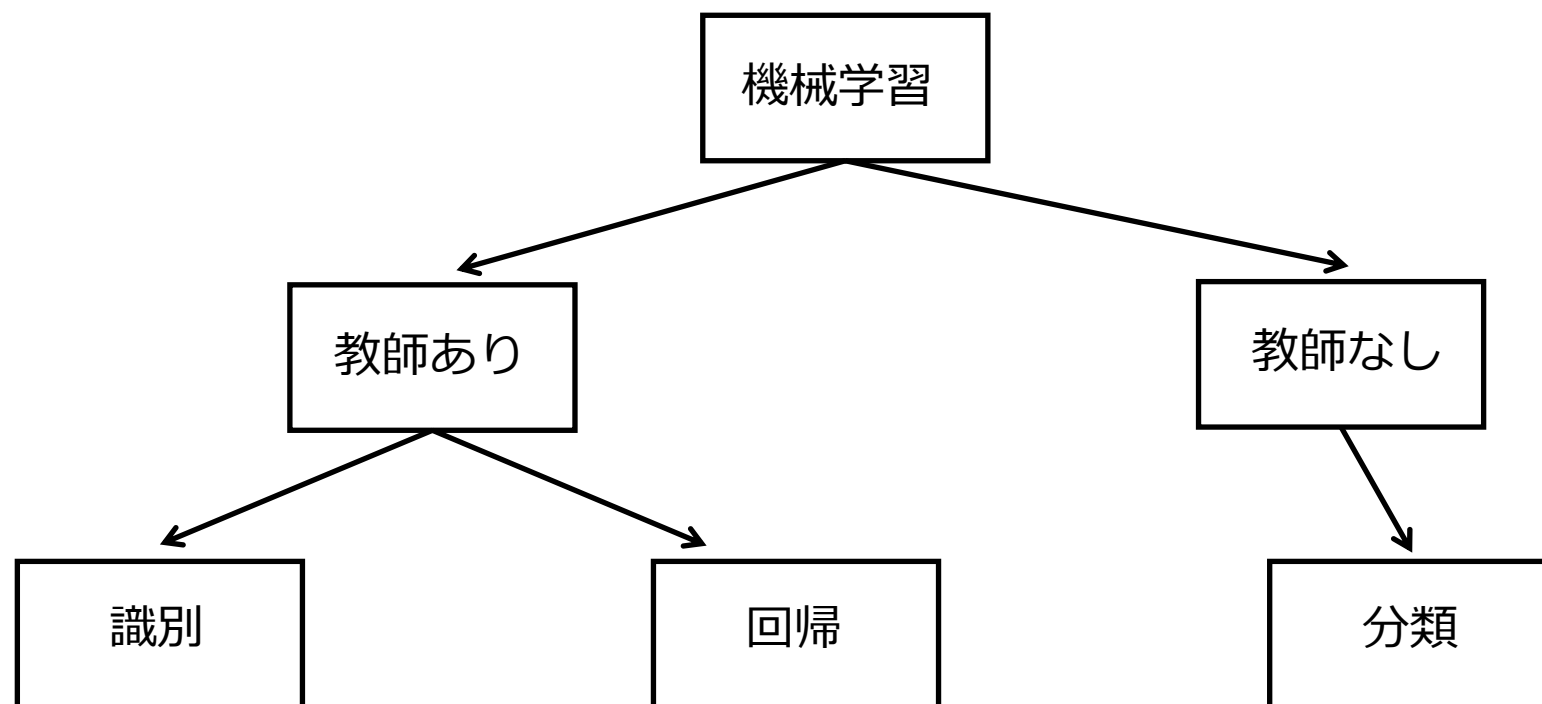 機械学習
教師あり
教師なし
識別
回帰
分類